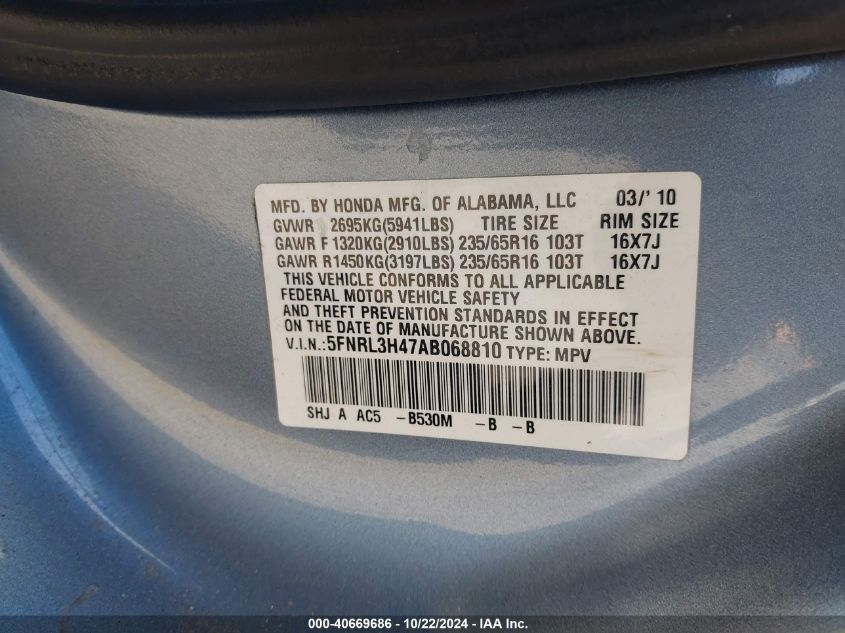 MFD. BY HONDA MFG. OF ALABAMA, LLC 03/' 10
GVWR 2695KG(5941LBS) TIRE SIZE RIM SIZE
GAWR F 1320KG(2910LBS) 235/65R16 103T 16X7J
GAWR R1450KG(3197LBS) 235/65R16 103T 16X7J
THIS VEHICLE CONFORMS TO ALL APPLICABLE
FEDERAL MOTOR VEHICLE SAFETY
AND THEFT PREVENTION STANDARDS IN EFFECT
ON THE DATE OF MANUFACTURE SHOWN ABOVE.
V.I.N.:5FNRL3H47AB068810 TYPE: MPV
SHJ A AC5 -B530M -B -B
000-40669686 - 10/22/2024 - IAA Inc.